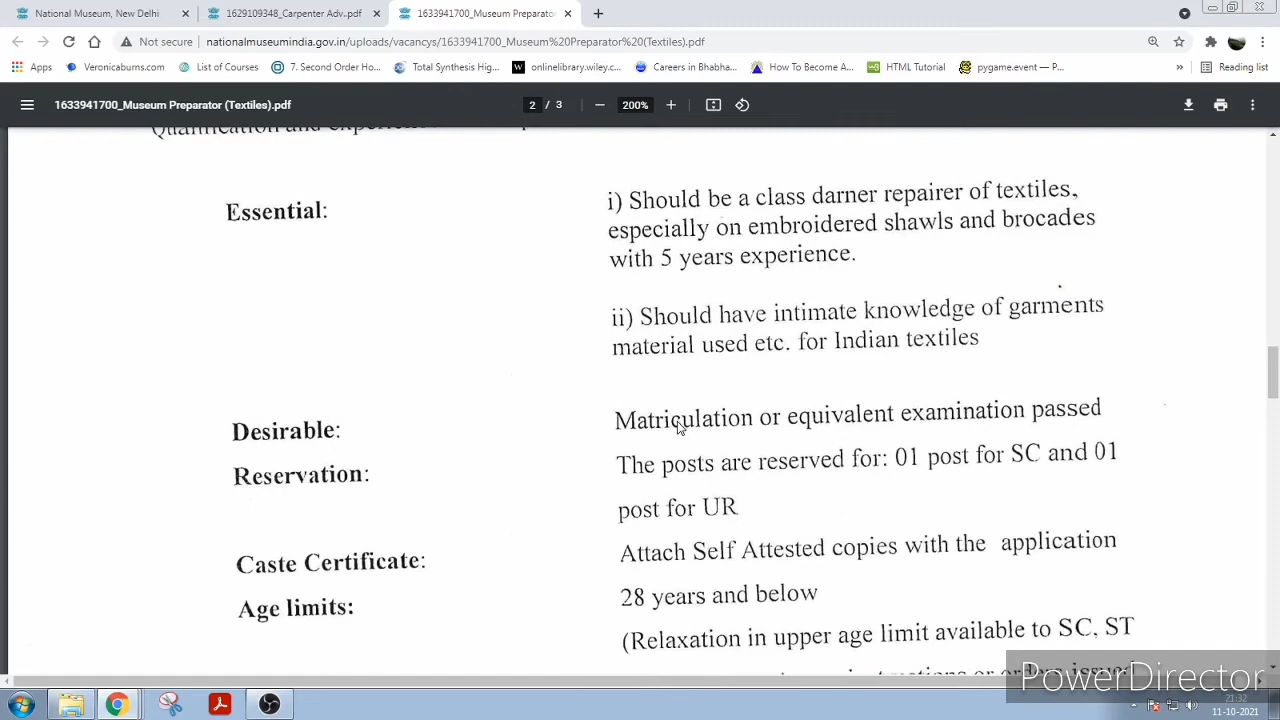 National Museum, New Delhi
1629109348_Carpenter Adv..pdf
1633941700_Museum Preparato
Not secure
nationalmuseumindia.gov.in/uploads/vacancys/1633941700_Museum%20Preparator%20(Textiles).pdf
Apps
Veronicaburns.com
List of Courses
7. Second Order Ho...
Total Synthesis Hig...
onlinelibrary.wiley.c...
Careers in Bhabha...
How To Become A...
HTML Tutorial
pygame.event — P...
»
Reading list
1633941700_Museum Preparator (Textiles).pdf
2 / 3
200%
Essential:
i) Should be a class darner repairer of textiles,
especially on embroidered shawls and brocades
with 5 years experience.
ii) Should have intimate knowledge of garments
material used etc. for Indian textiles
Desirable:
Matriculation or equivalent examination passed
Reservation:
The posts are reserved for: 01 post for SC and 01
post for UR
Caste Certificate:
Attach Self Attested copies with the application
Age limits:
28 years and below
(Relaxation in upper age limit available to SC, ST
PowerDirector
21:32
11-10-2021